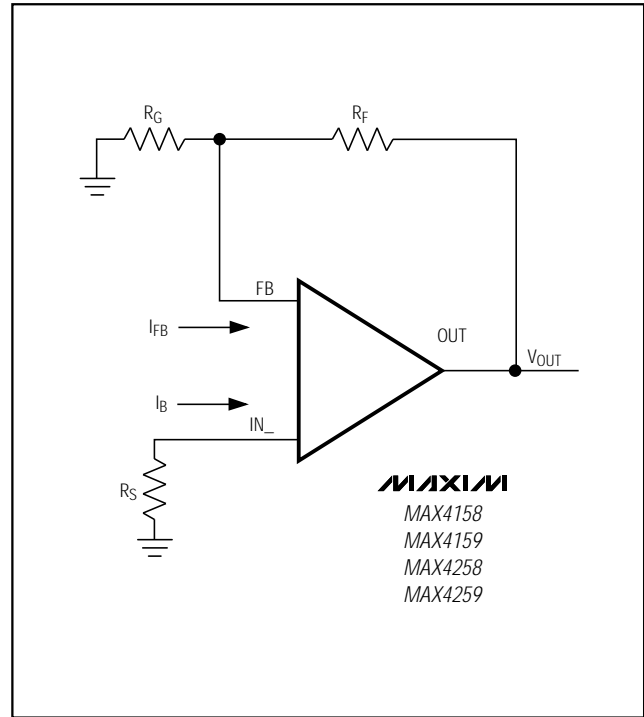 RG
RF
FB
IFB
OUT
VOUT
IB
IN_
RS
MAXIM
MAX4158
MAX4159
MAX4258
MAX4259